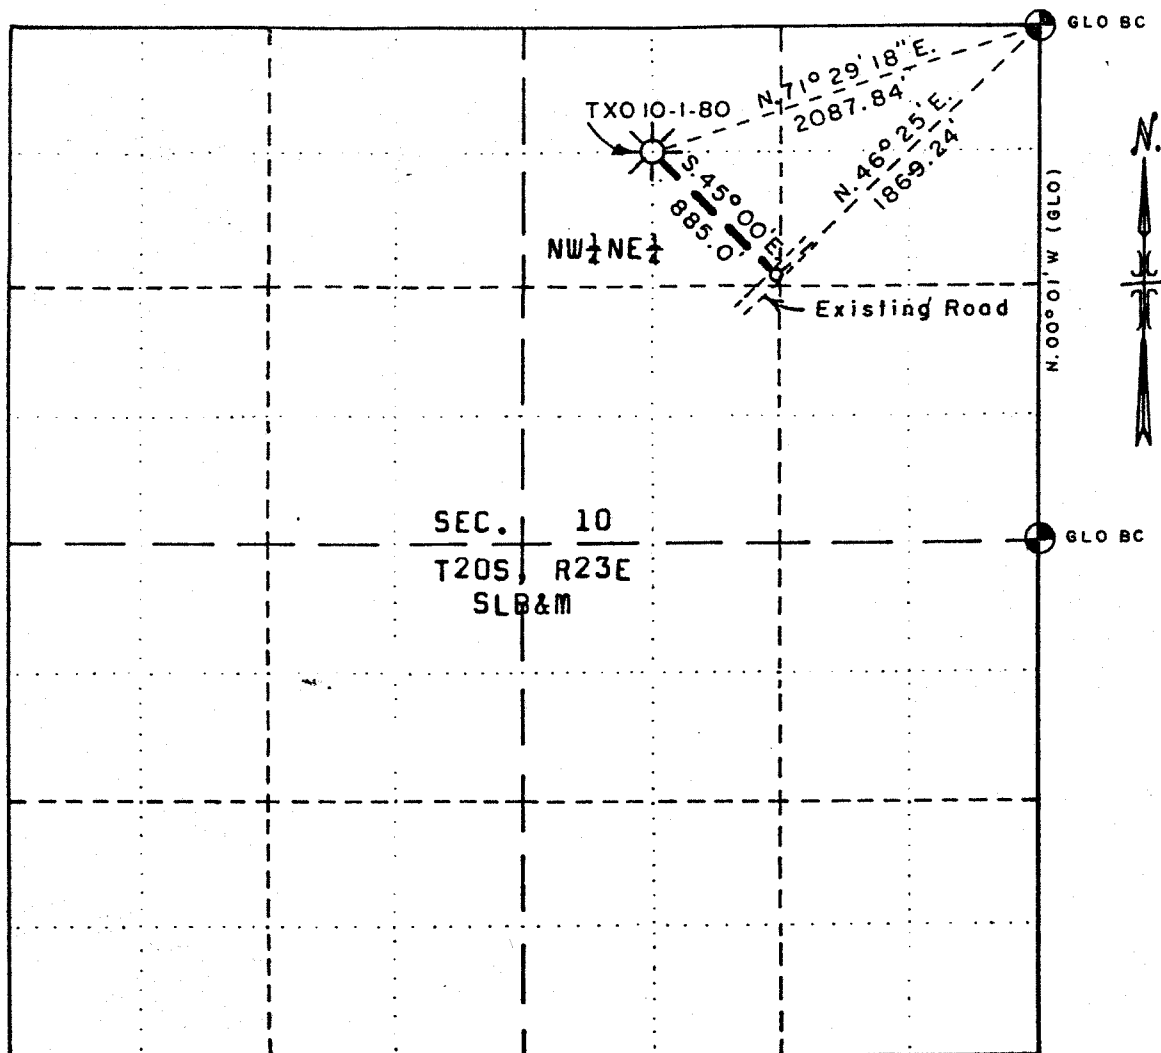 GLO BC
N. 71° 29' 18" E.
2087.84'
TXO 10-1-80
N. 46° 25' E.
1869.24'
N.
S. 45° 00' E.
885.0'
NW¼NE¼
N. 00° 01' W (GLO)
Existing Road
SEC. 10
GLO BC
T20S, R23E
SLB&M